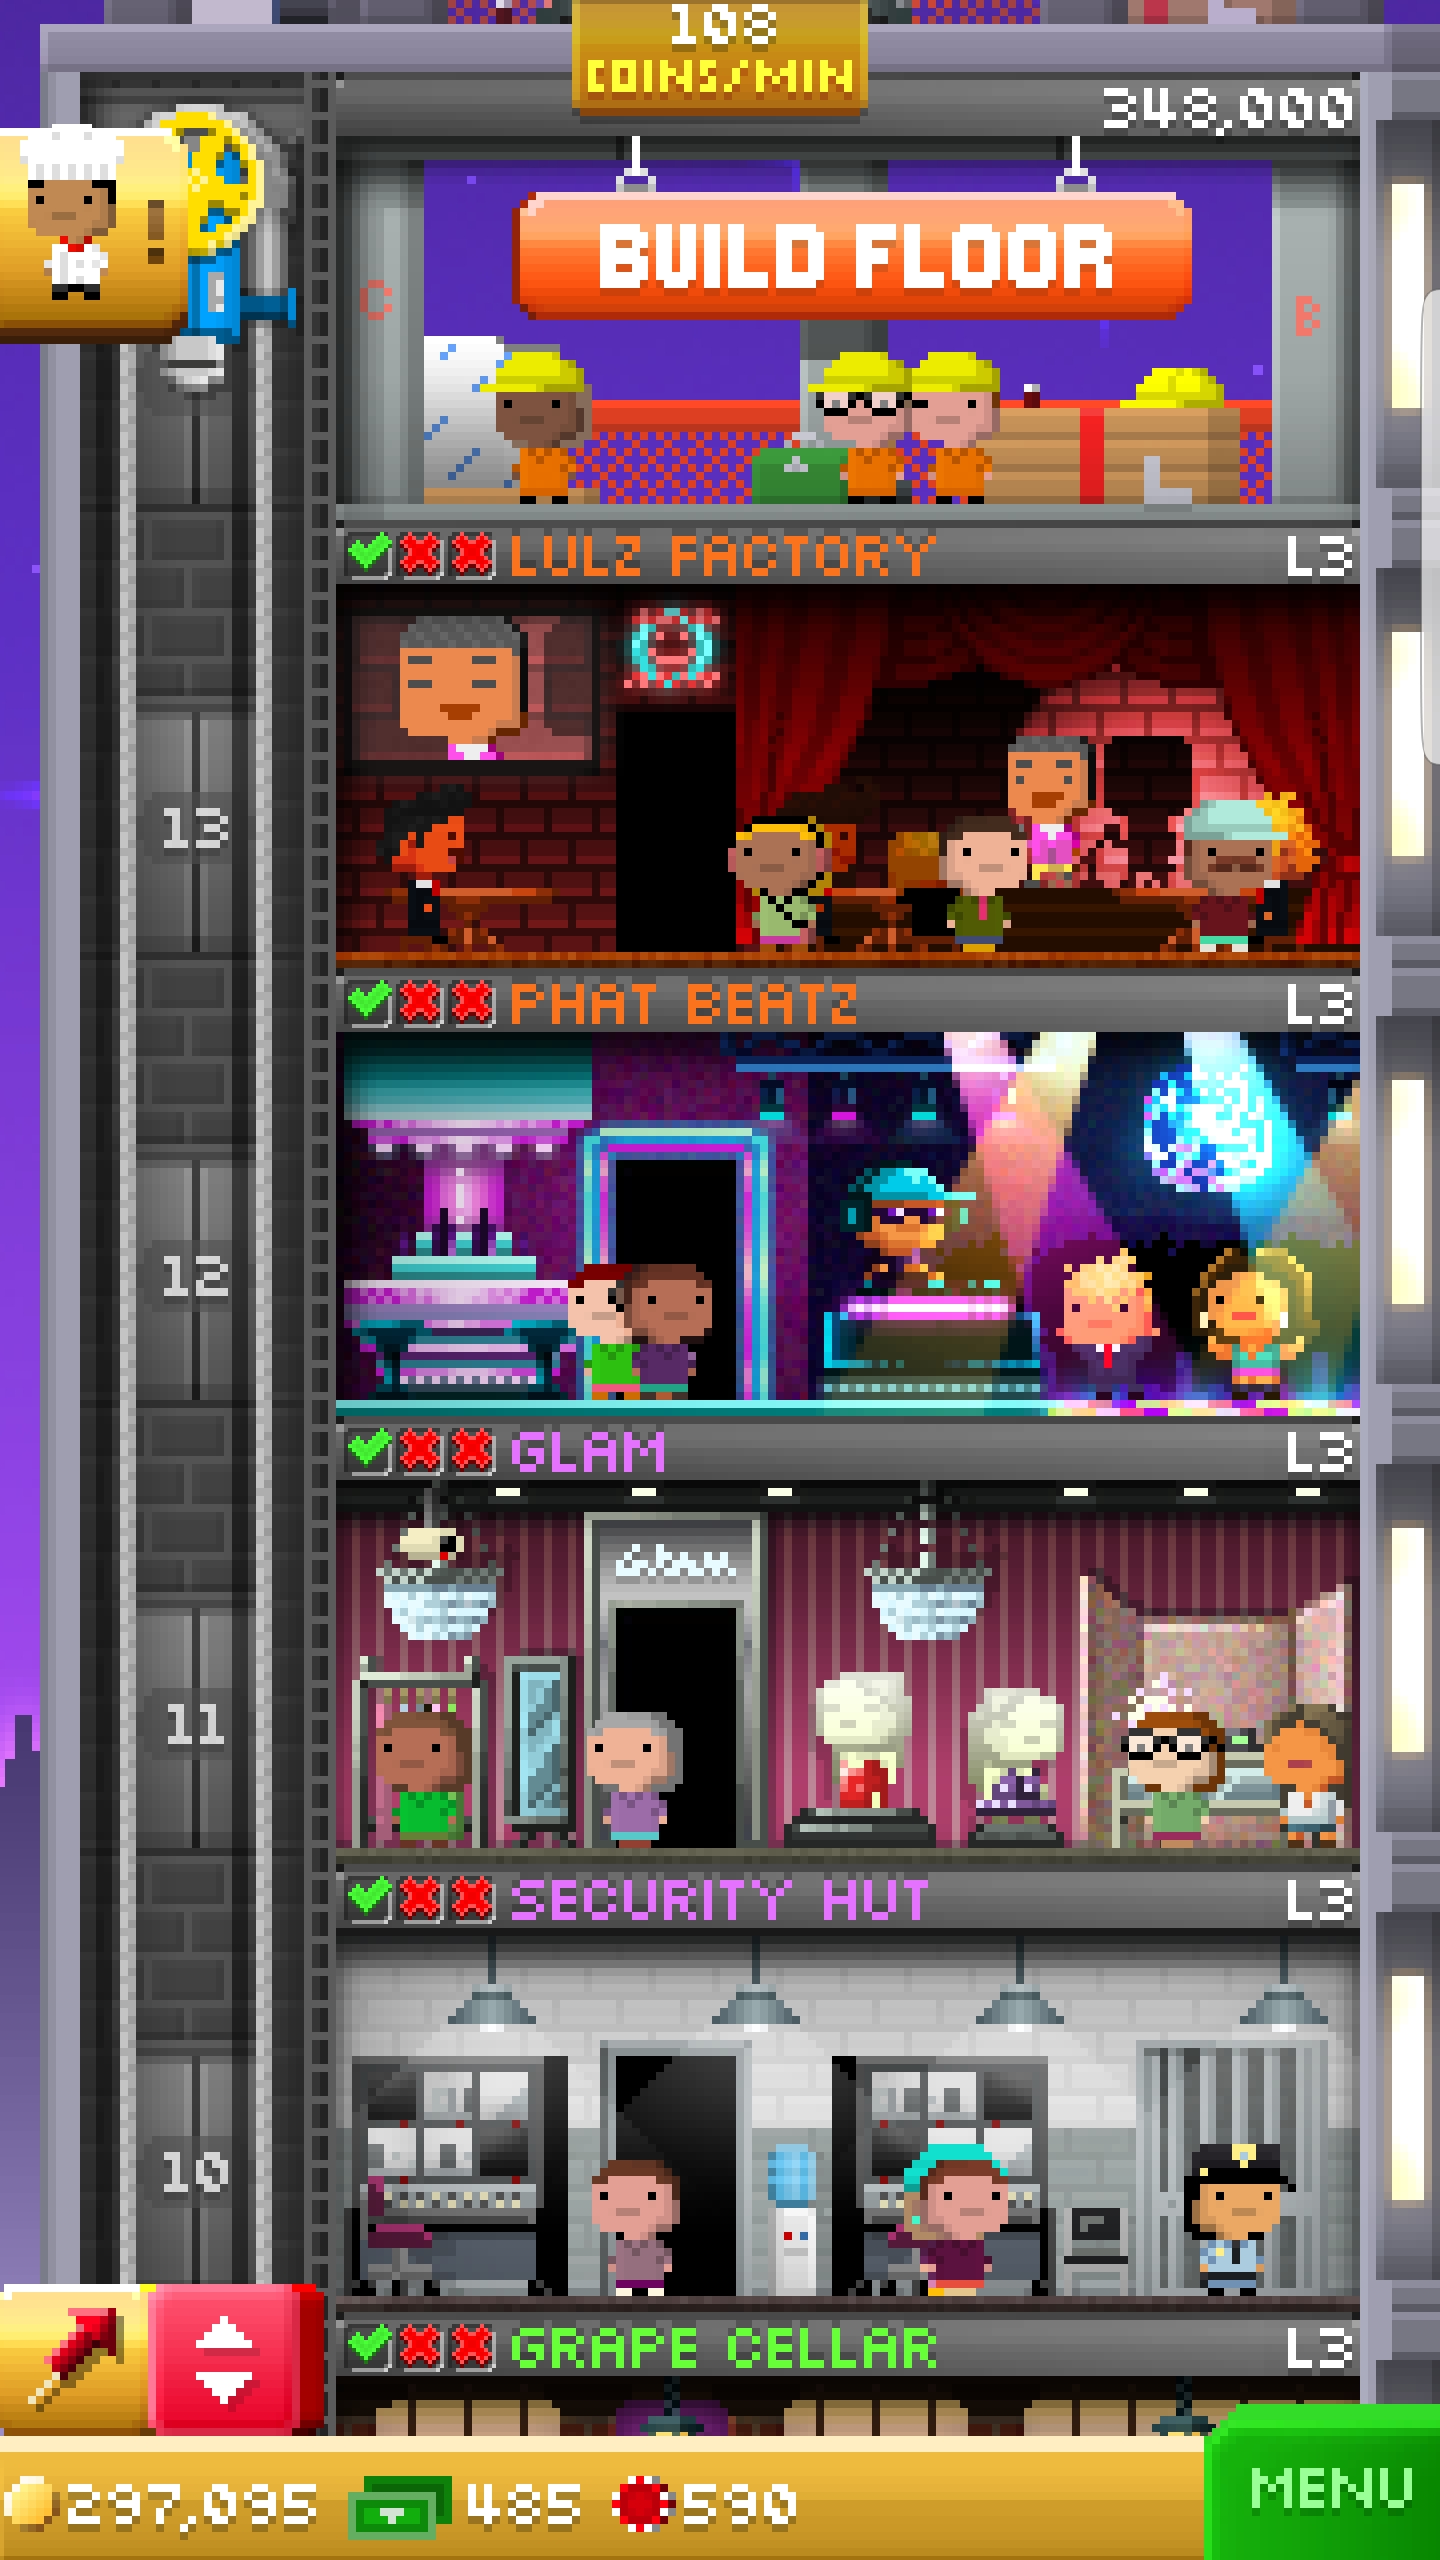 108
COINS/MIN
348,000
BUILD FLOOR
C
B
!
LULZ FACTORY L3
13
PHAT BEATZ L3
12
GLAM L3
Glam
11
SECURITY HUT L3
10
GRAPE CELLAR L3
297,095 485 590
MENU